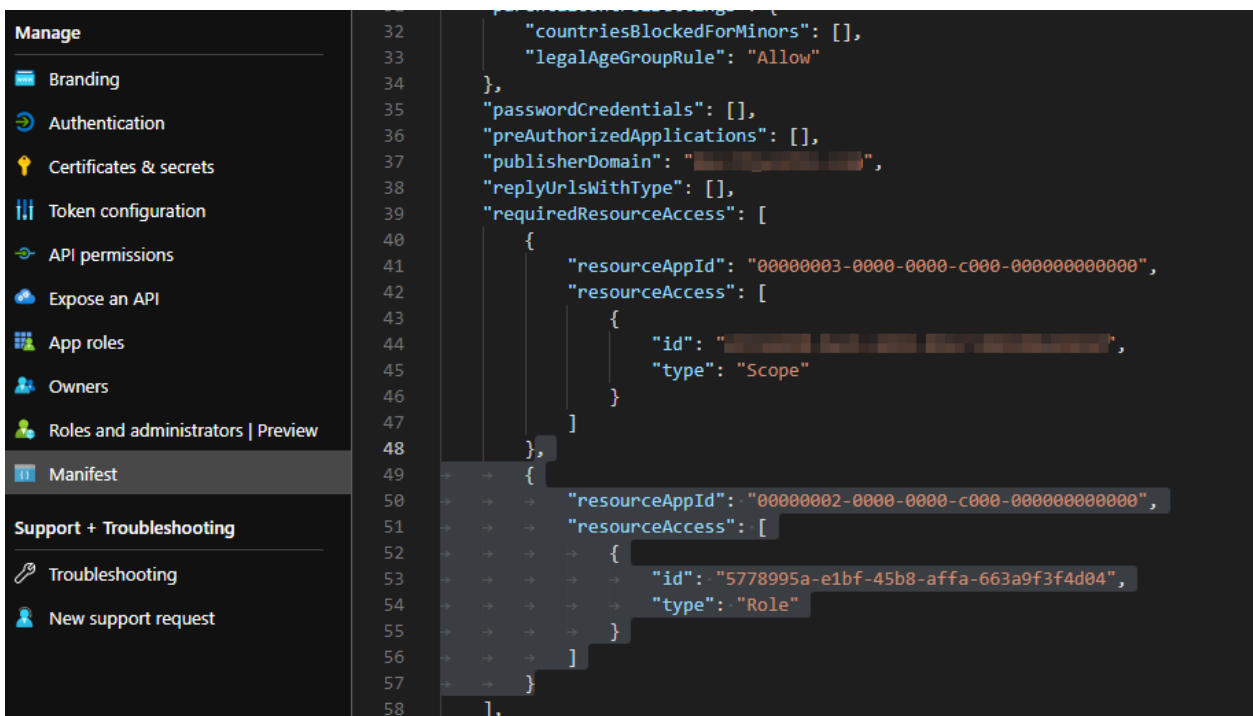 Manage
Branding
Authentication
Certificates & secrets
Token configuration
API permissions
Expose an API
App roles
Owners
Roles and administrators | Preview
Manifest
Support + Troubleshooting
Troubleshooting
New support request
32 "countriesBlockedForMinors": [],
33 "legalAgeGroupRule": "Allow"
34 },
35 "passwordCredentials": [],
36 "preAuthorizedApplications": [],
37 "publisherDomain": "",
38 "replyUrlsWithType": [],
39 "requiredResourceAccess": [
40 {
41 "resourceAppId": "00000003-0000-0000-c000-000000000000",
42 "resourceAccess": [
43 {
44 "id": "",
45 "type": "Scope"
46 }
47 ]
48 },
49 {
50 "resourceAppId": "00000002-0000-0000-c000-000000000000",
51 "resourceAccess": [
52 {
53 "id": "5778995a-e1bf-45b8-affa-663a9f3f4d04",
54 "type": "Role"
55 }
56 ]
57 }
58 ],